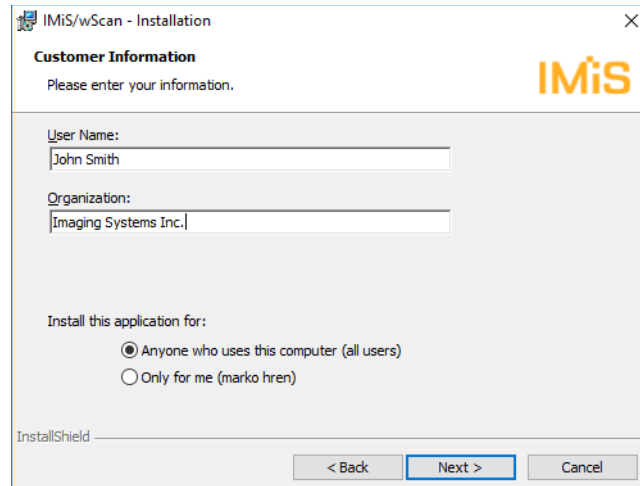 IMiS/wScan - Installation
Customer Information
Please enter your information.
IMiS
User Name:
John Smith
Organization:
Imaging Systems Inc.
Install this application for:
Anyone who uses this computer (all users)
Only for me (marko hren)
InstallShield
< Back
Next >
Cancel